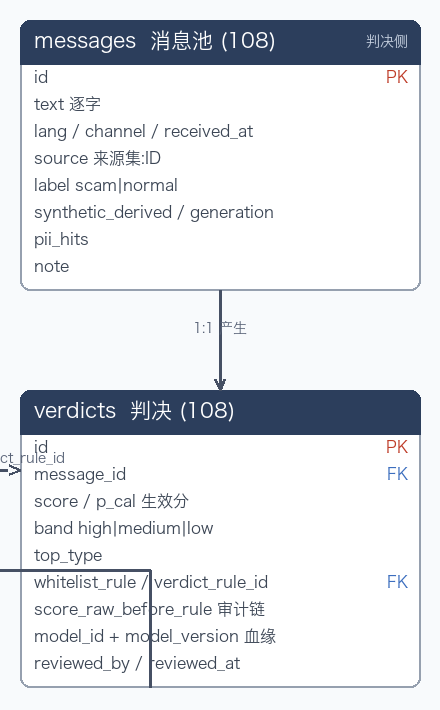 messages 消息池 (108) 判决侧
id PK
text 逐字
lang / channel / received_at
source 来源集:ID
label scam|normal
synthetic_derived / generation
pii_hits
note
1:1 产生
verdicts 判决 (108)
id PK
ct_rule_id
message_id FK
score / p_cal 生效分
band high|medium|low
top_type
whitelist_rule / verdict_rule_id FK
score_raw_before_rule 审计链
model_id + model_version 血缘
reviewed_by / reviewed_at